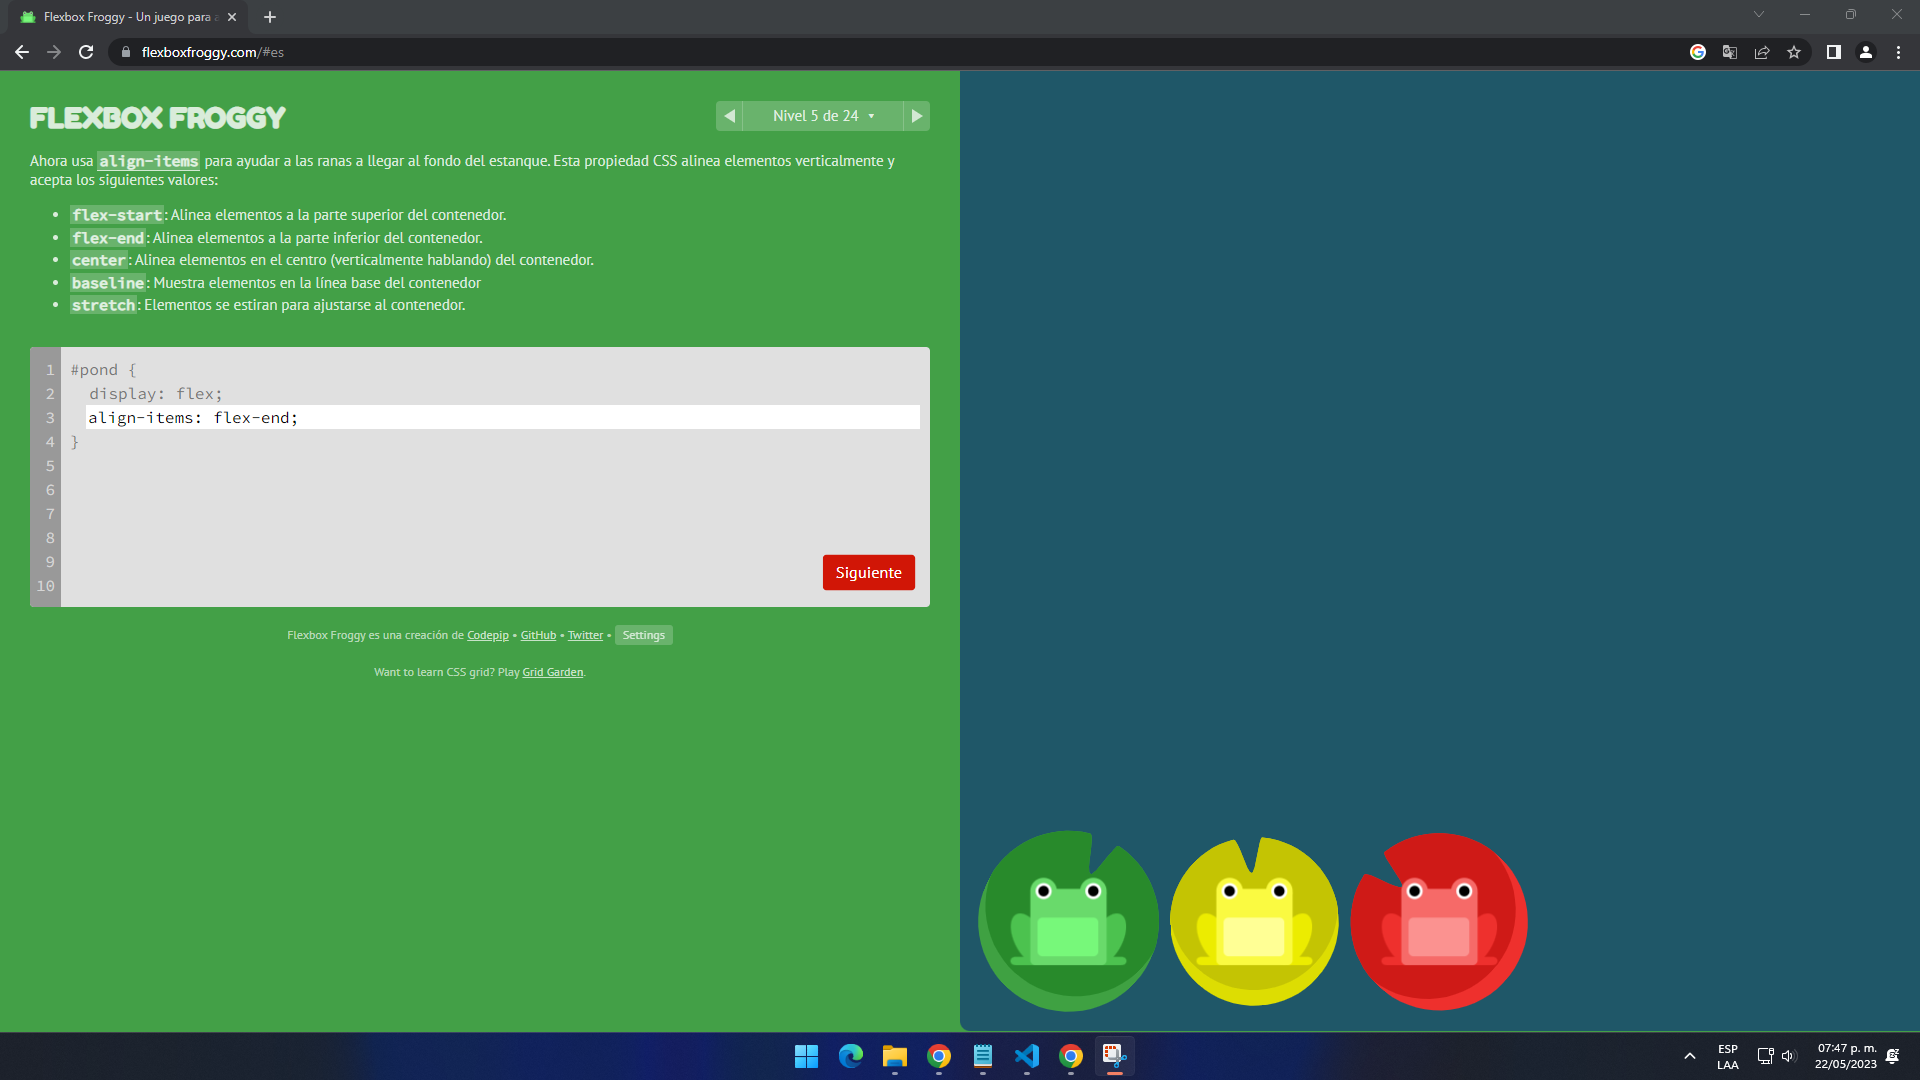 Flexbox Froggy - Un juego para a
flexboxfroggy.com/#es
FLEXBOX FROGGY
Nivel 5 de 24
Ahora usa align-items para ayudar a las ranas a llegar al fondo del estanque. Esta propiedad CSS alinea elementos verticalmente y
acepta los siguientes valores:
• flex-start: Alinea elementos a la parte superior del contenedor.
• flex-end: Alinea elementos a la parte inferior del contenedor.
• center: Alinea elementos en el centro (verticalmente hablando) del contenedor.
• baseline: Muestra elementos en la línea base del contenedor
• stretch: Elementos se estiran para ajustarse al contenedor.
1 #pond {
2 display: flex;
3 align-items: flex-end;
4 }
5
6
7
8
9
10
Siguiente
Flexbox Froggy es una creación de Codepip • GitHub • Twitter • Settings
Want to learn CSS grid? Play Grid Garden.
ESP
LAA
07:47 p. m.
22/05/2023